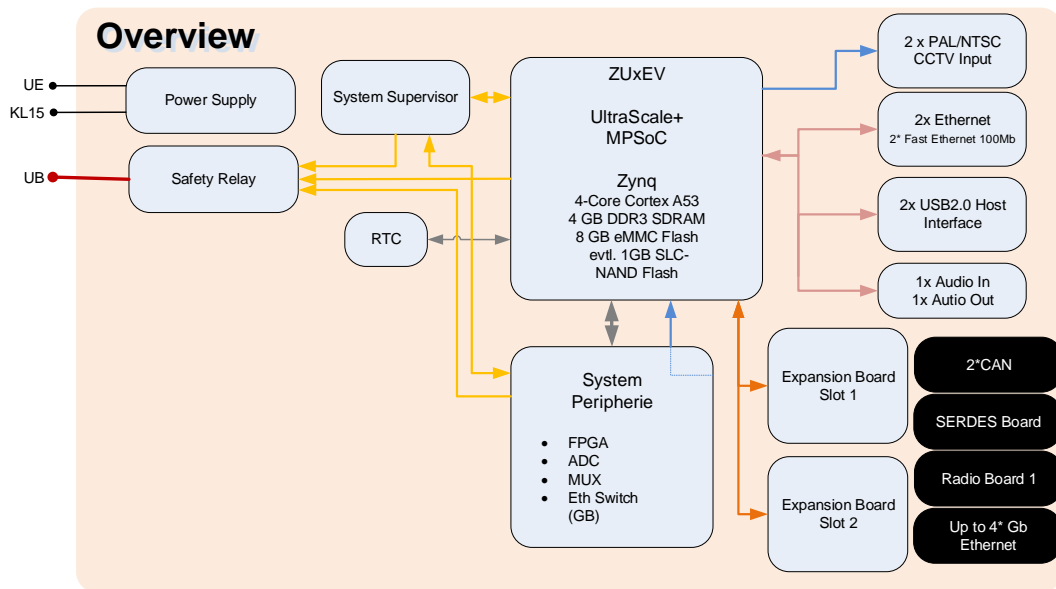 Overview
UE
KL15
UB
Power Supply
System Supervisor
Safety Relay
RTC
ZUxEV
UltraScale+
MPSoC
Zynq
4-Core Cortex A53
4 GB DDR3 SDRAM
8 GB eMMC Flash
evtl. 1GB SLC-
NAND Flash
2 x PAL/NTSC
CCTV Input
2x Ethernet
2* Fast Ethernet 100Mb
2x USB2.0 Host
Interface
1x Audio In
1x Autio Out
System
Peripherie
• FPGA
• ADC
• MUX
• Eth Switch
(GB)
Expansion Board
Slot 1
Expansion Board
Slot 2
2*CAN
SERDES Board
Radio Board 1
Up to 4* Gb
Ethernet